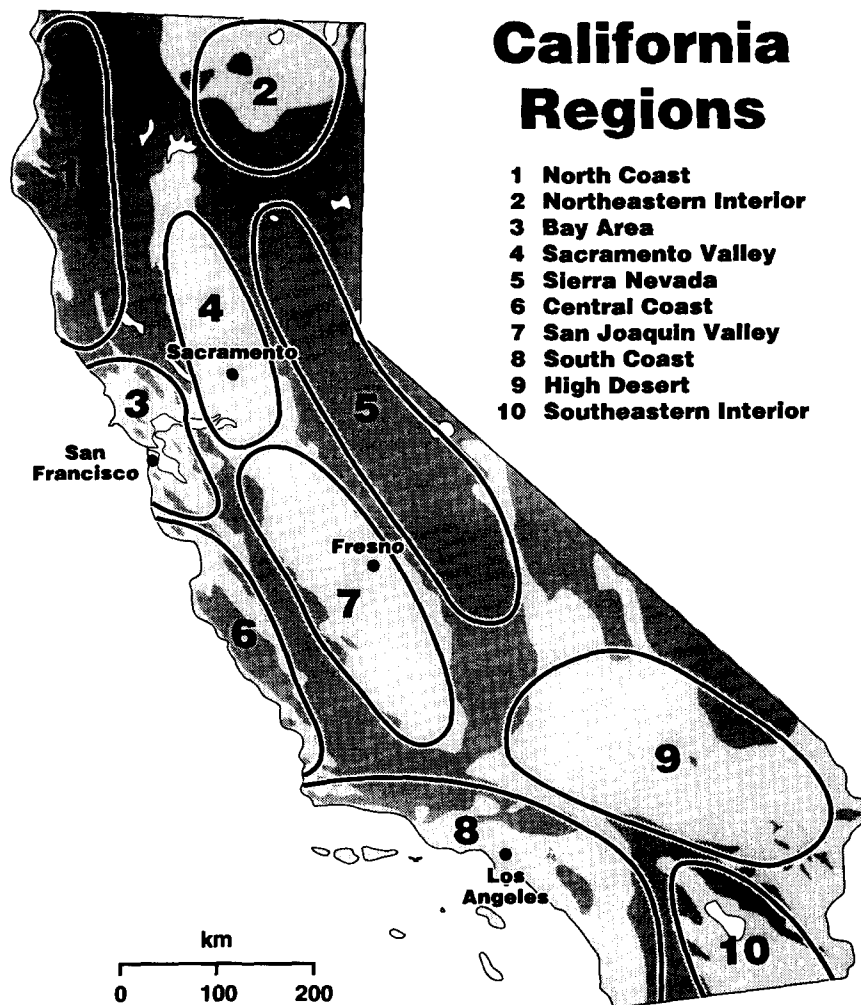 California
Regions
1 North Coast
2 Northeastern Interior
3 Bay Area
4 Sacramento Valley
5 Sierra Nevada
6 Central Coast
7 San Joaquin Valley
8 South Coast
9 High Desert
10 Southeastern Interior
2
4
Sacramento
3
5
San
Francisco
Fresno
7
6
9
8
Los
Angeles
10
km
0 100 200